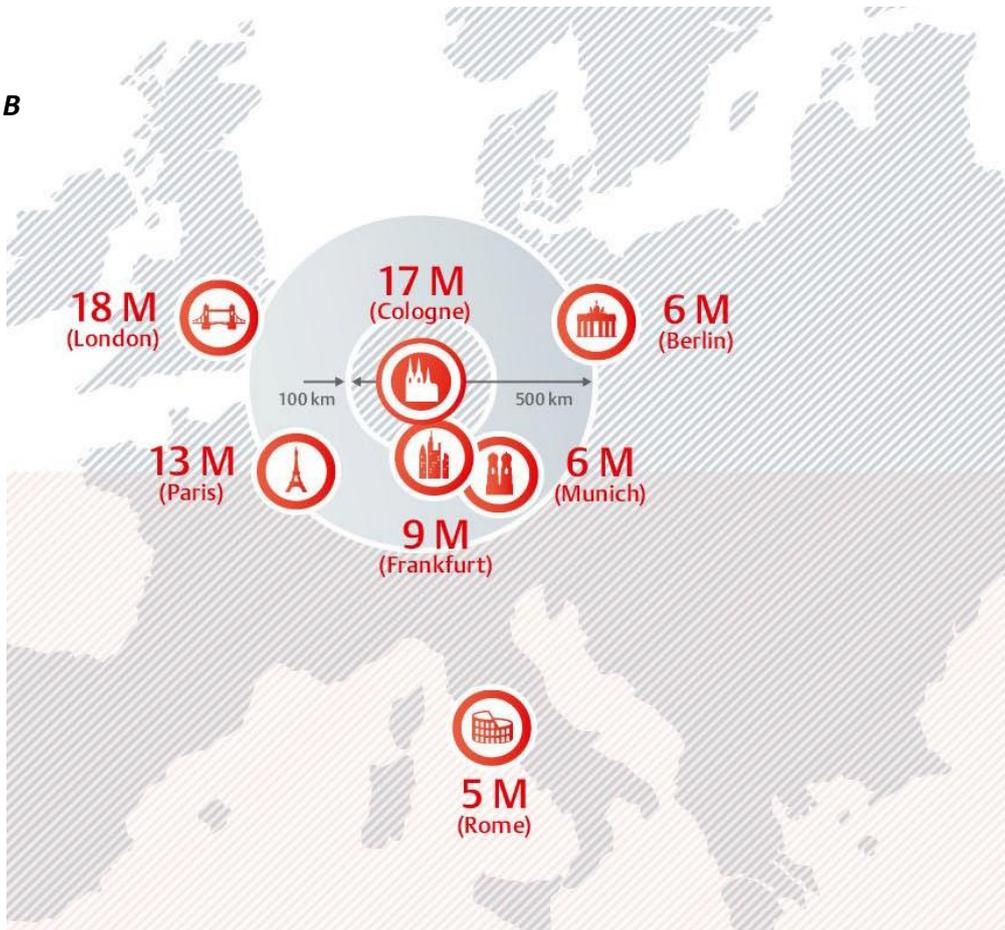 B
17 M
(Cologne)
18 M
(London)
6 M
(Berlin)
100 km
500 km
13 M
(Paris)
6 M
(Munich)
9 M
(Frankfurt)
5 M
(Rome)